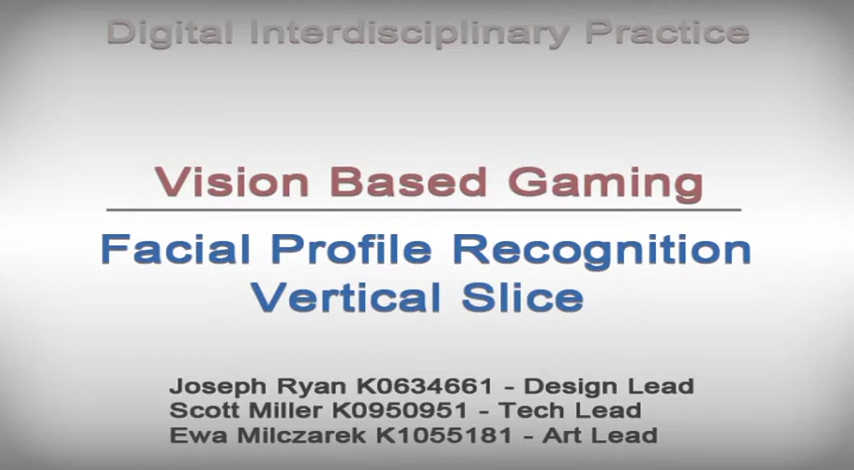 Digital Interdisciplinary Practice
Vision Based Gaming
Facial Profile Recognition
Vertical Slice
Joseph Ryan K0634661 - Design Lead
Scott Miller K0950951 - Tech Lead
Ewa Milczarek K1055181 - Art Lead